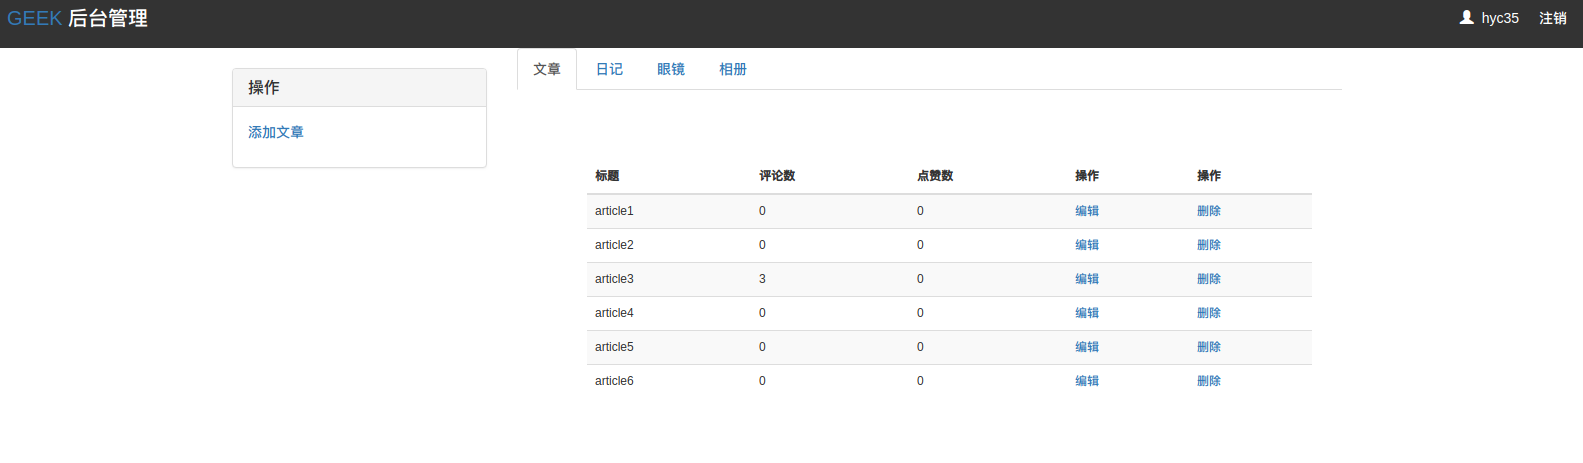 GEEK 后台管理 hyc35 注销
操作
添加文章
文章 日记 眼镜 相册
标题 评论数 点赞数 操作 操作
article1 0 0 编辑 删除
article2 0 0 编辑 删除
article3 3 0 编辑 删除
article4 0 0 编辑 删除
article5 0 0 编辑 删除
article6 0 0 编辑 删除